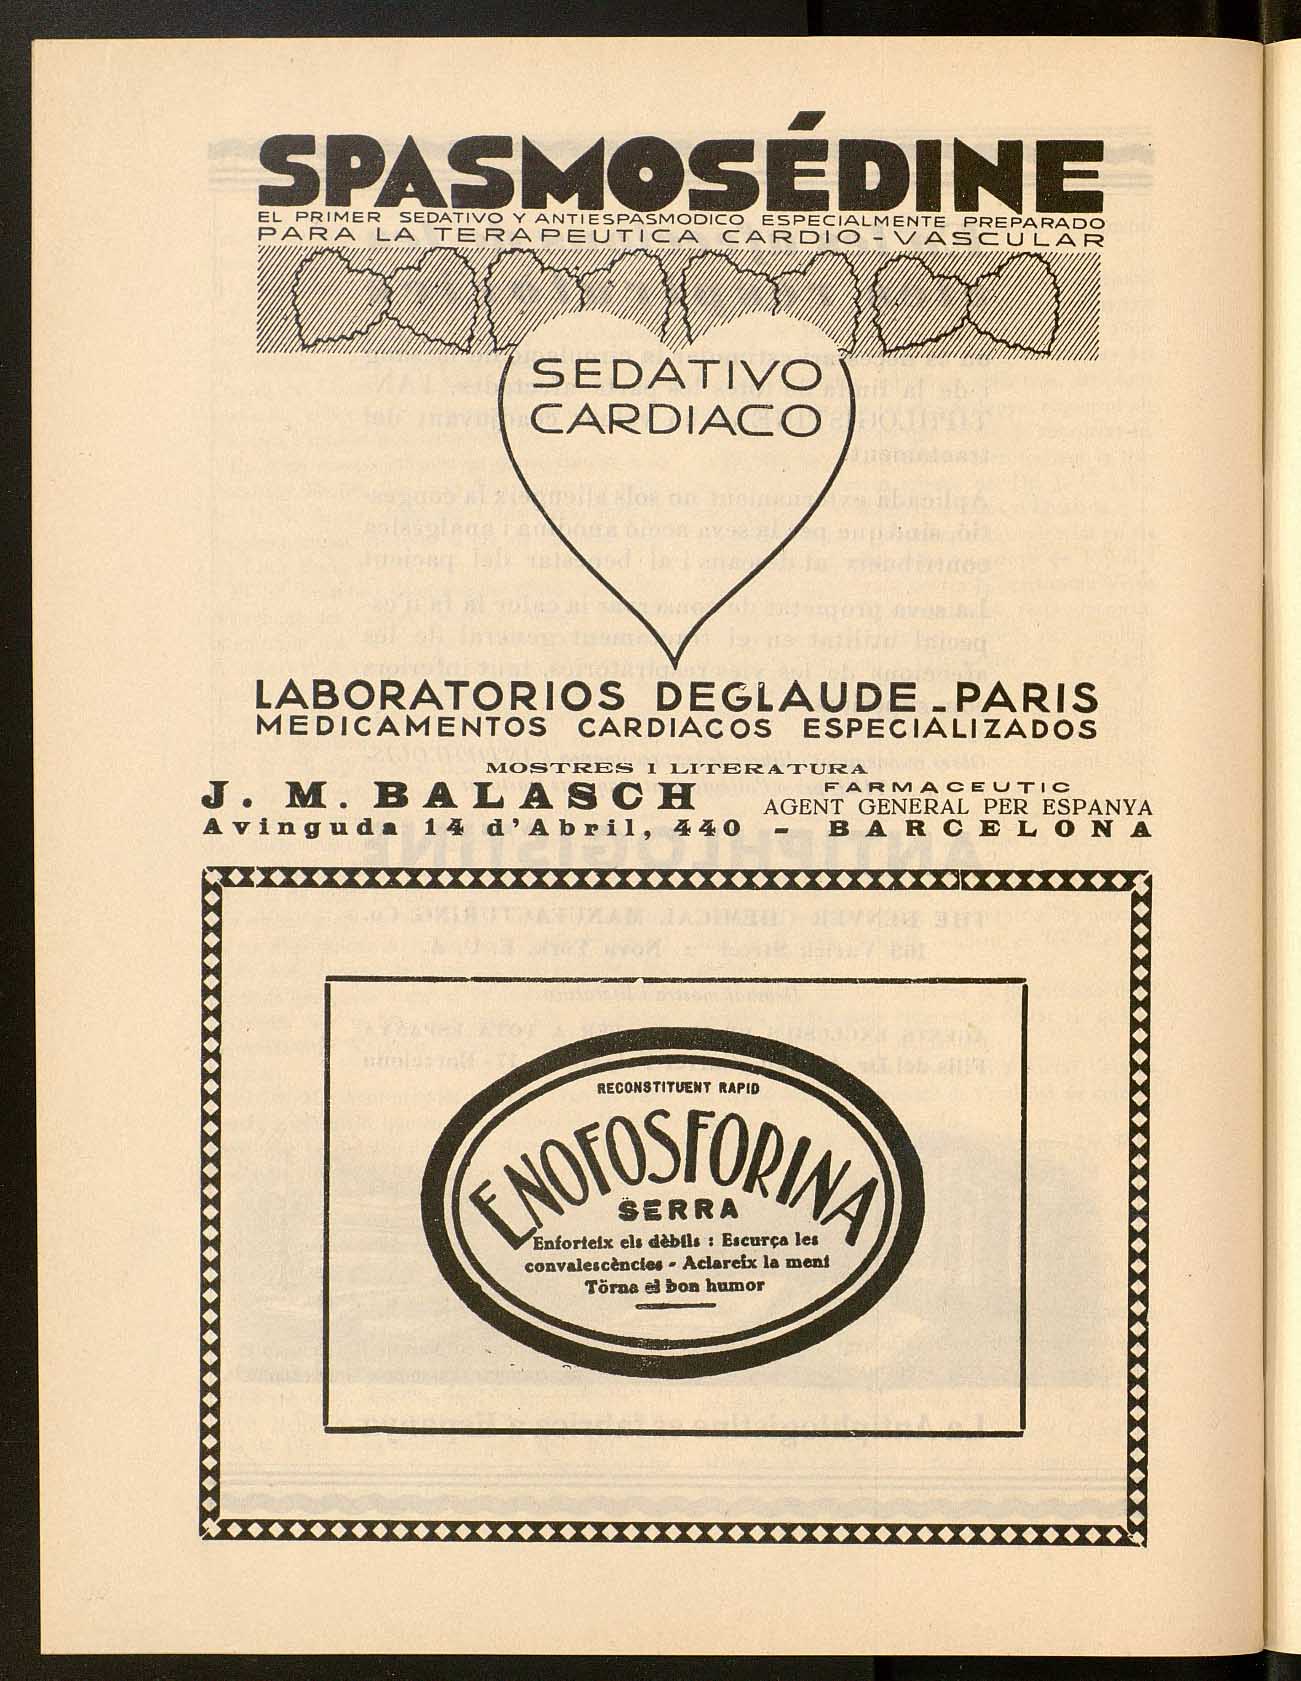 SPASMOSÉDINE
EL PRIMER SEDATIVO Y ANTIESPASMODICO ESPECIALMENTE PREPARADO
PARA LA TERAPEUTICA CARDIO-VASCULAR
SEDATIVO
CARDIACO
LABORATORIOS DEGLAUDE - PARIS
MEDICAMENTOS CARDIACOS ESPECIALIZADOS
MOSTRES I LITERATURA
J. M. BALASCH FARMACEUTIC
AGENT GENERAL PER ESPANYA
Avinguda 14 d'Abril, 440 - BARCELONA
RECONSTITUENT RAPID
ENOFOSFORINA
SERRA
Enforteix els dèbils : Escurça les
convalescències - Aclareix la ment
Törna el bon humor